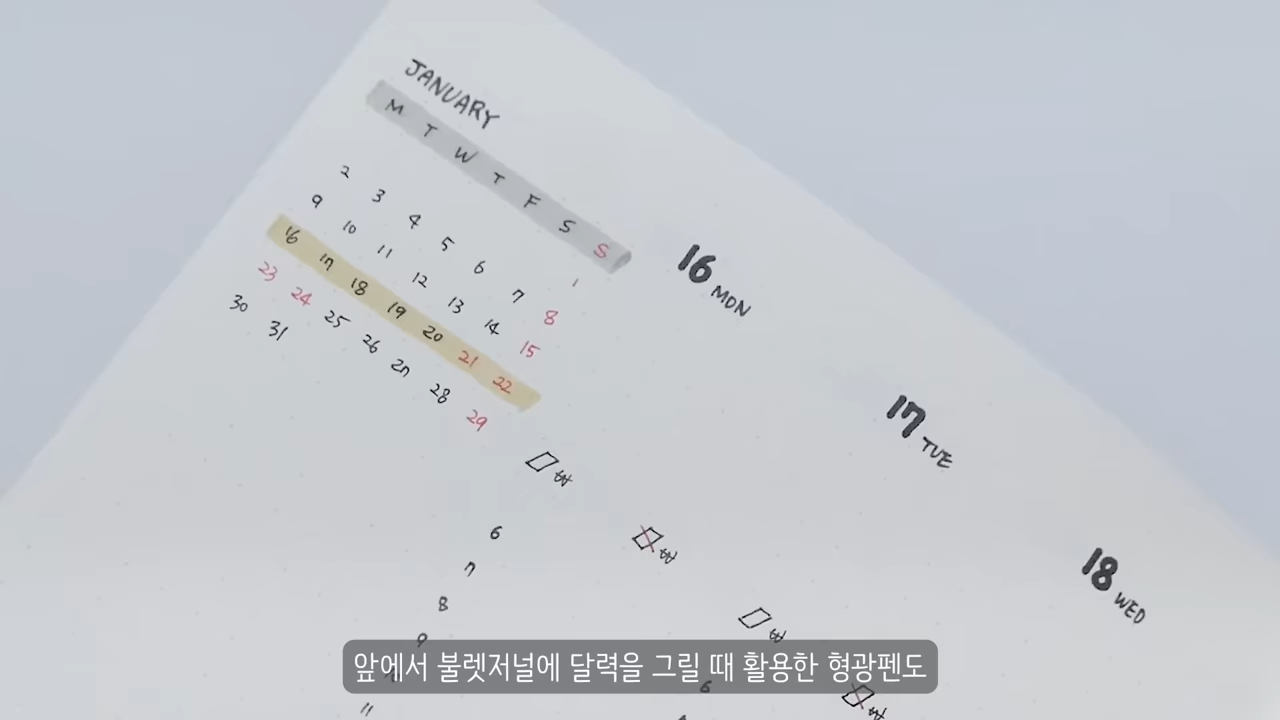 JANUARY
M T W T F S S
1
2 3 4 5 6 7 8
9 10 11 12 13 14 15
16 17 18 19 20 21 22
23 24 25 26 27 28 29
30 31
16 MON
17 TUE
18 WED
6
7
8
9
11
6
앞에서 불렛저널에 달력을 그릴 때 활용한 형광펜도